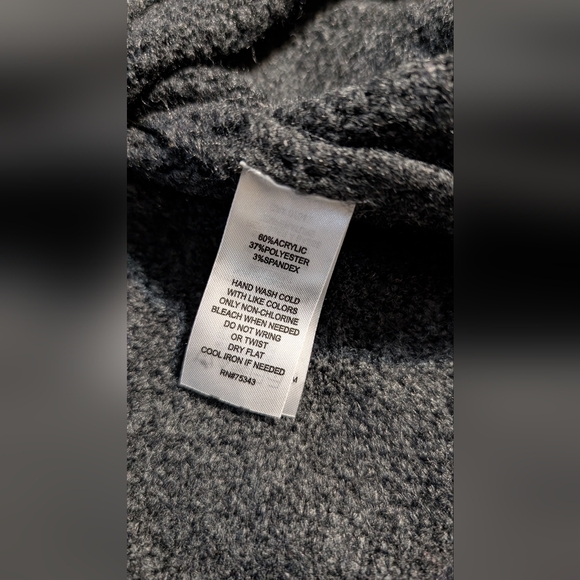 60%ACRYLIC
37%POLYESTER
3%SPANDEX
HAND WASH COLD
WITH LIKE COLORS
ONLY NON-CHLORINE
BLEACH WHEN NEEDED
DO NOT WRING
OR TWIST
DRY FLAT
COOL IRON IF NEEDED
RN#75343
M